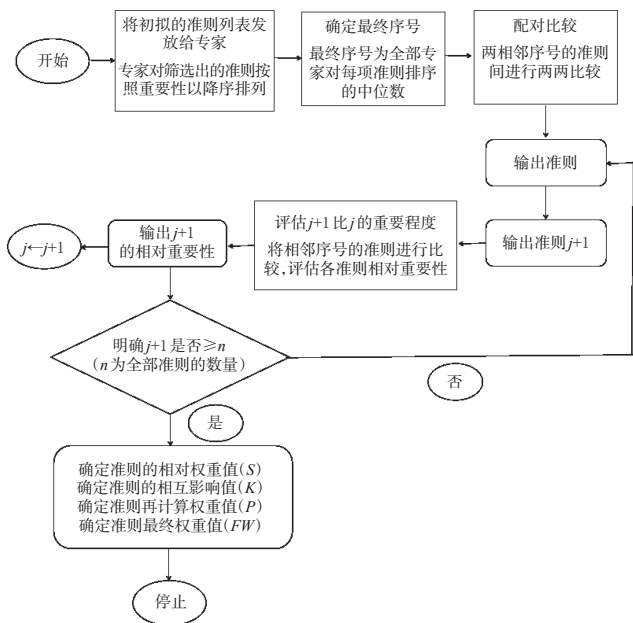 开始
将初拟的准则列表发放
给专家
专家对筛选出的准则按
照重要性以降序排列
确定最终序号
最终序号为全部专
家对每项准则排序
的中位数
配对比较
两相邻序号的准则
间进行两两比较
输出准则
输出准则j+1
评估j+1比j的重要程度
将相邻序号的准则进行比
较,评估各准则相对重要性
输出j+1
的相对重要性
j←j+1
明确j+1是否≥n
(n为全部准则的数量)
否
是
确定准则的相对权重值(S)
确定准则的相互影响值(K)
确定准则再计算权重值(P)
确定准则最终权重值(FW)
停止